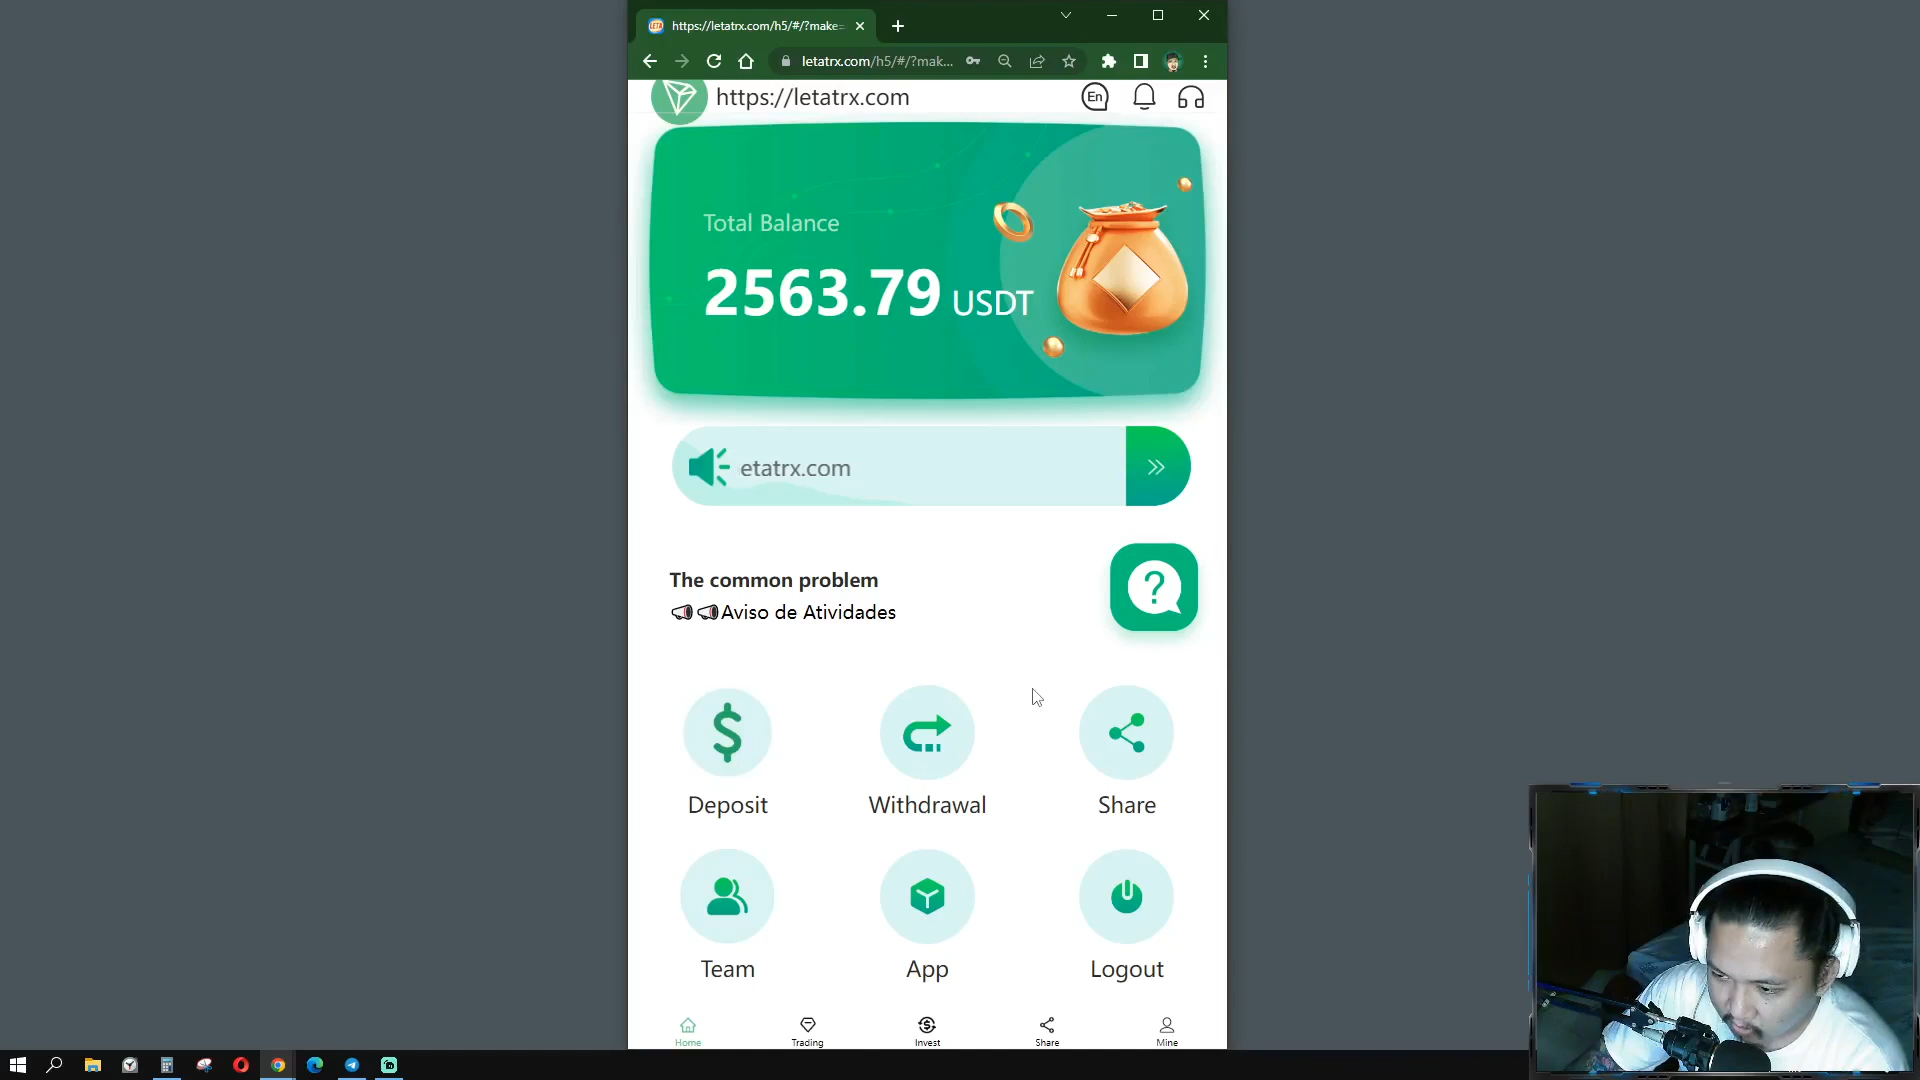 https://letatrx.com/h5/#/?make=
letatrx.com/h5/#/?mak...
https://letatrx.com
En
Total Balance
2563.79 USDT
etatrx.com
The common problem
📢📢Aviso de Atividades
Deposit
Withdrawal
Share
Team
App
Logout
Home
Trading
Invest
Share
Mine